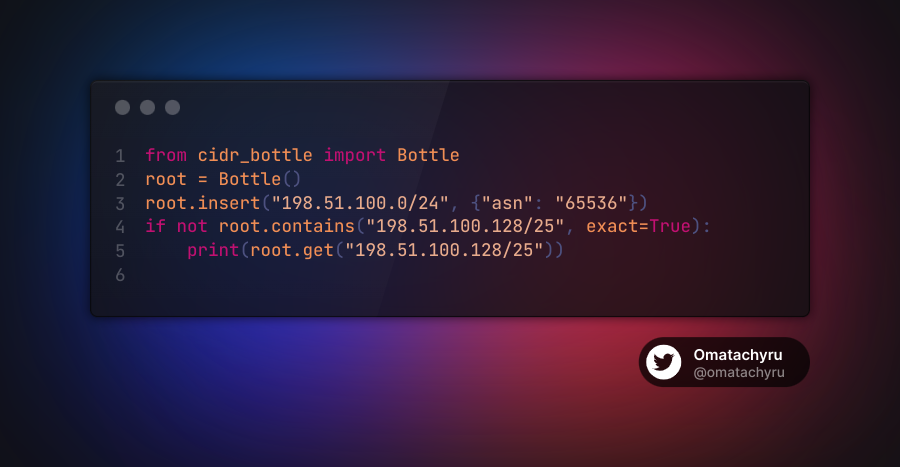 1 from cidr_bottle import Bottle
2 root = Bottle()
3 root.insert("198.51.100.0/24", {"asn": "65536"})
4 if not root.contains("198.51.100.128/25", exact=True):
5     print(root.get("198.51.100.128/25"))
6
Omatachyru
@omatachyru